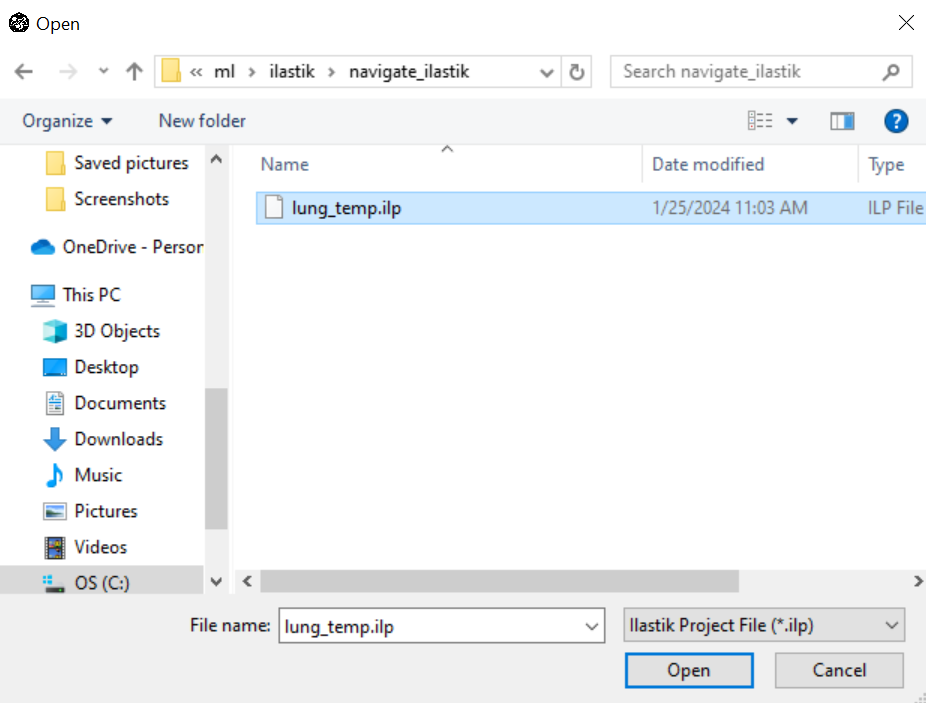 Open
« ml › ilastik › navigate_ilastik
Search navigate_ilastik
Organize
New folder
?
Saved pictures
Screenshots
OneDrive - Person
This PC
3D Objects
Desktop
Documents
Downloads
Music
Pictures
Videos
OS (C:)
Name Date modified Type
lung_temp.ilp 1/25/2024 11:03 AM ILP File
File name: lung_temp.ilp Ilastik Project File (*.ilp)
Open Cancel